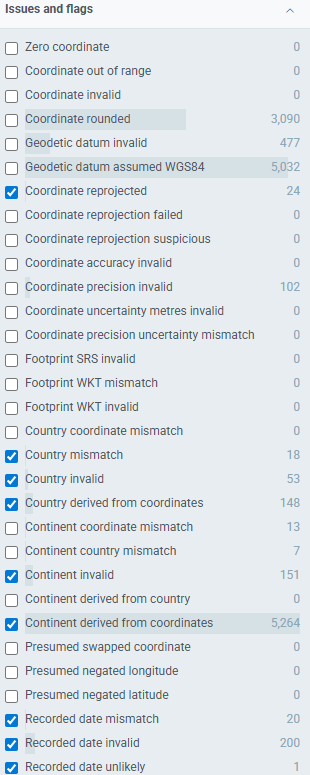 Issues and flags
Zero coordinate 0
Coordinate out of range 0
Coordinate invalid 0
Coordinate rounded 3,090
Geodetic datum invalid 477
Geodetic datum assumed WGS84 5,032
Coordinate reprojected 24
Coordinate reprojection failed 0
Coordinate reprojection suspicious 0
Coordinate accuracy invalid 0
Coordinate precision invalid 102
Coordinate uncertainty metres invalid 0
Coordinate precision uncertainty mismatch 0
Footprint SRS invalid 0
Footprint WKT mismatch 0
Footprint WKT invalid 0
Country coordinate mismatch 0
Country mismatch 18
Country invalid 53
Country derived from coordinates 148
Continent coordinate mismatch 13
Continent country mismatch 7
Continent invalid 151
Continent derived from country 0
Continent derived from coordinates 5,264
Presumed swapped coordinate 0
Presumed negated longitude 0
Presumed negated latitude 0
Recorded date mismatch 20
Recorded date invalid 200
Recorded date unlikely 1